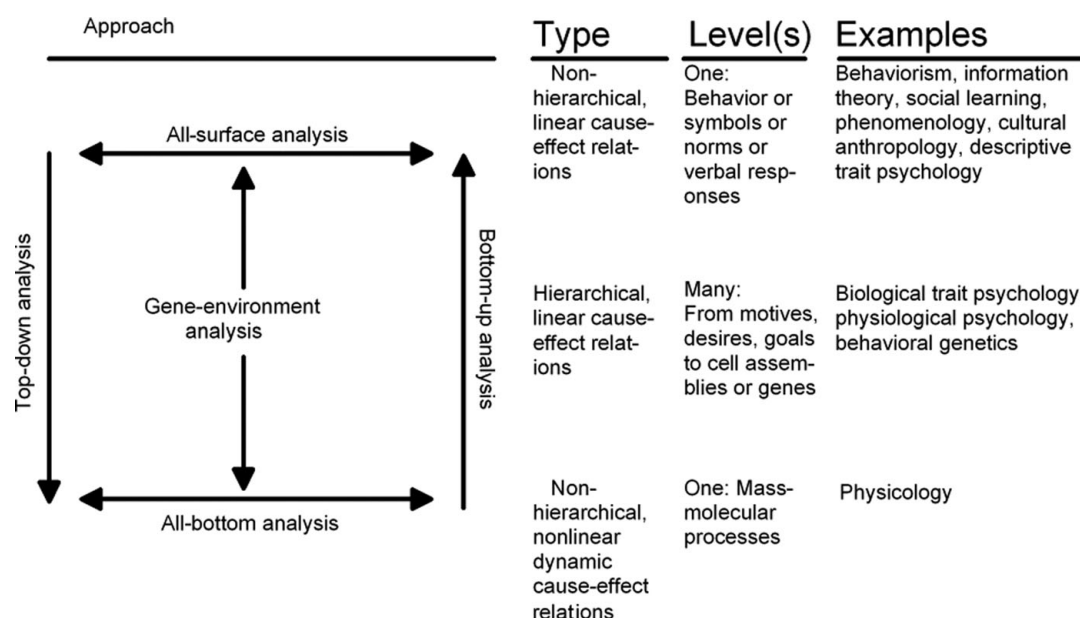 Approach
Type
Level(s)
Examples
All-surface analysis
Non-
hierarchical,
linear cause-
effect relat-
ions
One:
Behavior or
symbols or
norms or
verbal resp-
onses
Behaviorism, information
theory, social learning,
phenomenology, cultural
anthropology, descriptive
trait psychology
Top-down analysis
Gene-environment
analysis
Bottom-up analysis
Hierarchical,
linear cause-
effect relat-
ions
Many:
From motives,
desires, goals
to cell assem-
blies or genes
Biological trait psychology
physiological psychology,
behavioral genetics
All-bottom analysis
Non-
hierarchical,
nonlinear
dynamic
cause-effect
relations
One: Mass-
molecular
processes
Physicology